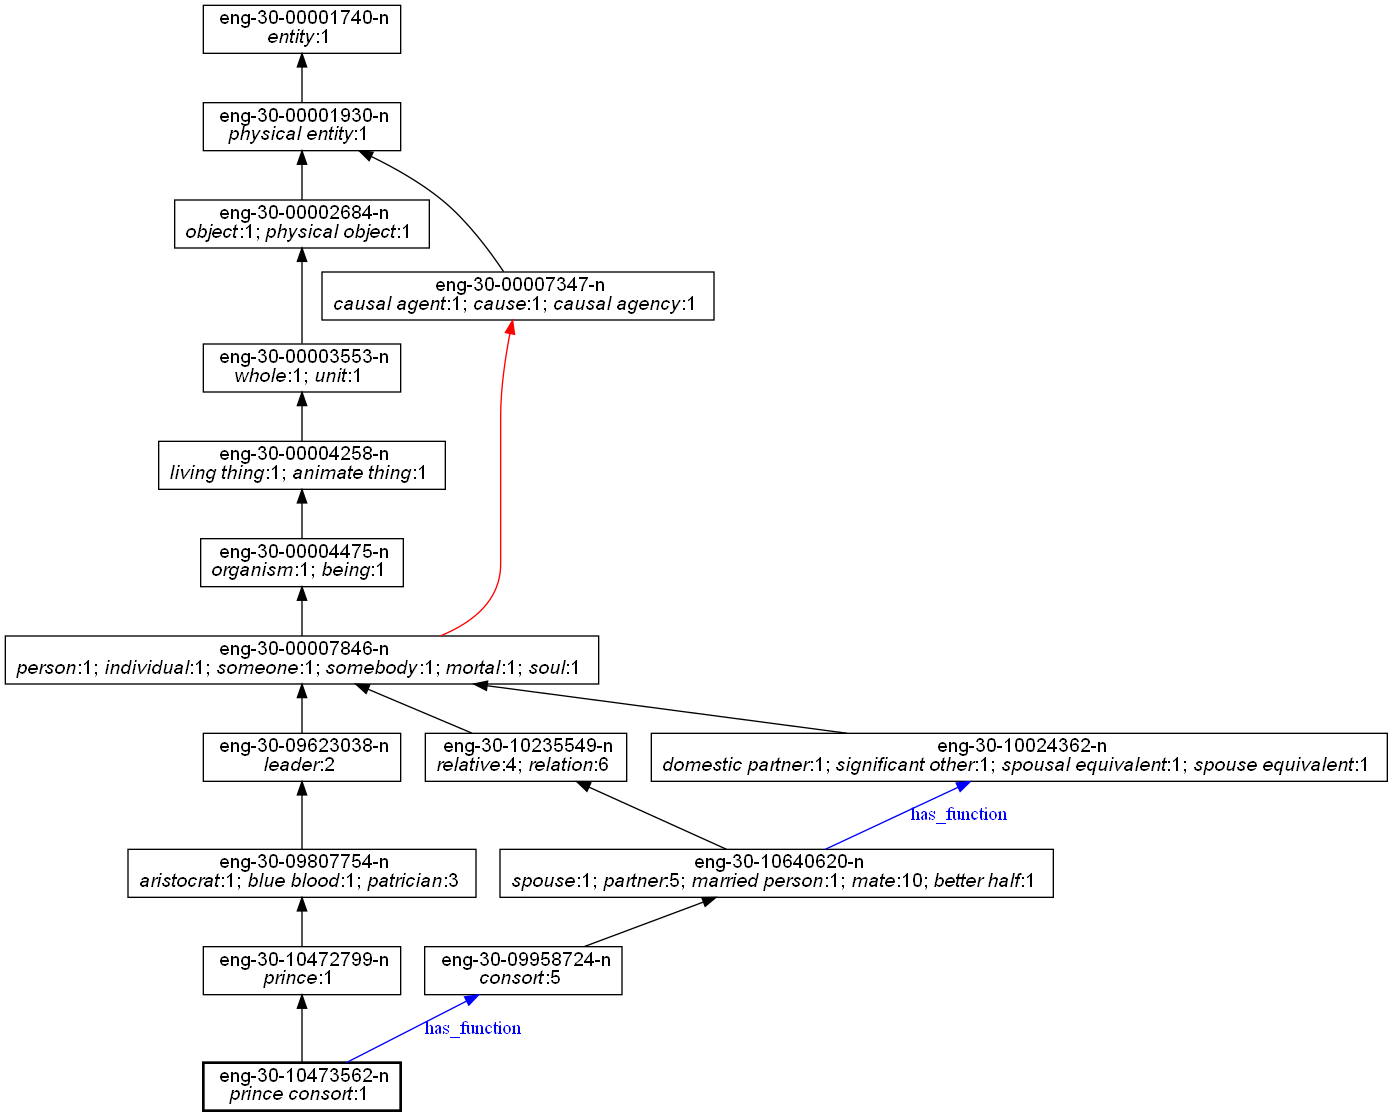 eng-30-00001740-n
entity:1
eng-30-00001930-n
physical entity:1
eng-30-00002684-n
object:1; physical object:1
eng-30-00007347-n
causal agent:1; cause:1; causal agency:1
eng-30-00003553-n
whole:1; unit:1
eng-30-00004258-n
living thing:1; animate thing:1
eng-30-00004475-n
organism:1; being:1
eng-30-00007846-n
person:1; individual:1; someone:1; somebody:1; mortal:1; soul:1
eng-30-09623038-n
leader:2
eng-30-10235549-n
relative:4; relation:6
eng-30-10024362-n
domestic partner:1; significant other:1; spousal equivalent:1; spouse equivalent:1
has_function
eng-30-09807754-n
aristocrat:1; blue blood:1; patrician:3
eng-30-10640620-n
spouse:1; partner:5; married person:1; mate:10; better half:1
eng-30-10472799-n
prince:1
eng-30-09958724-n
consort:5
has_function
eng-30-10473562-n
prince consort:1